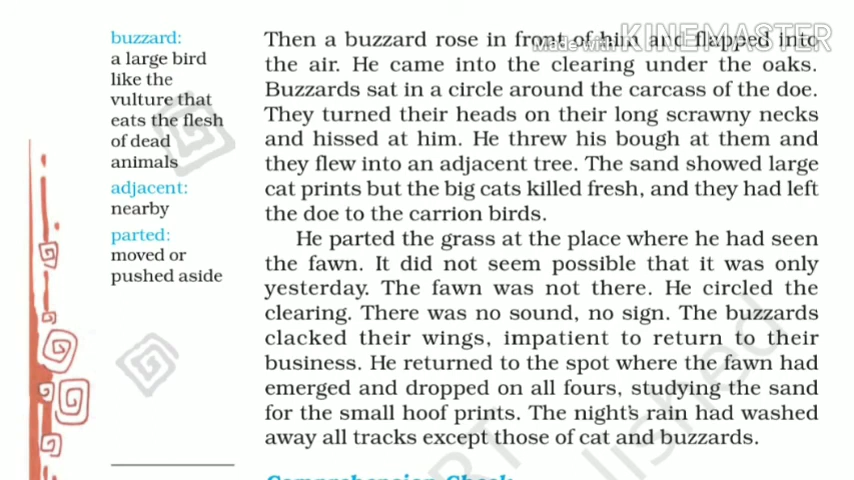 made with KINEMASTER
buzzard:
a large bird
like the
vulture that
eats the flesh
of dead
animals
adjacent:
nearby
parted:
moved or
pushed aside
Then a buzzard rose in front of him and flapped into
the air. He came into the clearing under the oaks.
Buzzards sat in a circle around the carcass of the doe.
They turned their heads on their long scrawny necks
and hissed at him. He threw his bough at them and
they flew into an adjacent tree. The sand showed large
cat prints but the big cats killed fresh, and they had left
the doe to the carrion birds.
He parted the grass at the place where he had seen
the fawn. It did not seem possible that it was only
yesterday. The fawn was not there. He circled the
clearing. There was no sound, no sign. The buzzards
clacked their wings, impatient to return to their
business. He returned to the spot where the fawn had
emerged and dropped on all fours, studying the sand
for the small hoof prints. The night's rain had washed
away all tracks except those of cat and buzzards.
Comprehension Check